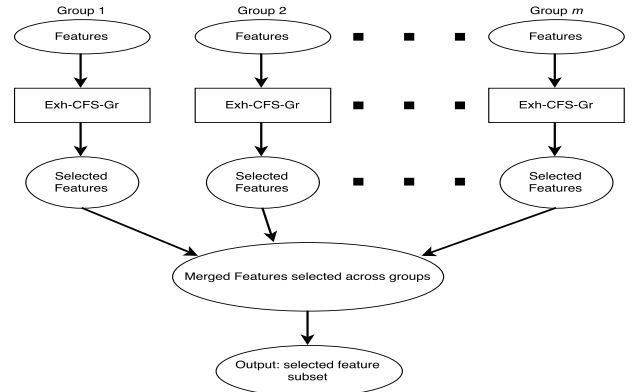 Group 1
Group 2
Group m
Features
Features
Features
Exh-CFS-Gr
Exh-CFS-Gr
Exh-CFS-Gr
Selected
Features
Selected
Features
Selected
Features
Merged Features selected across groups
Output: selected feature
subset